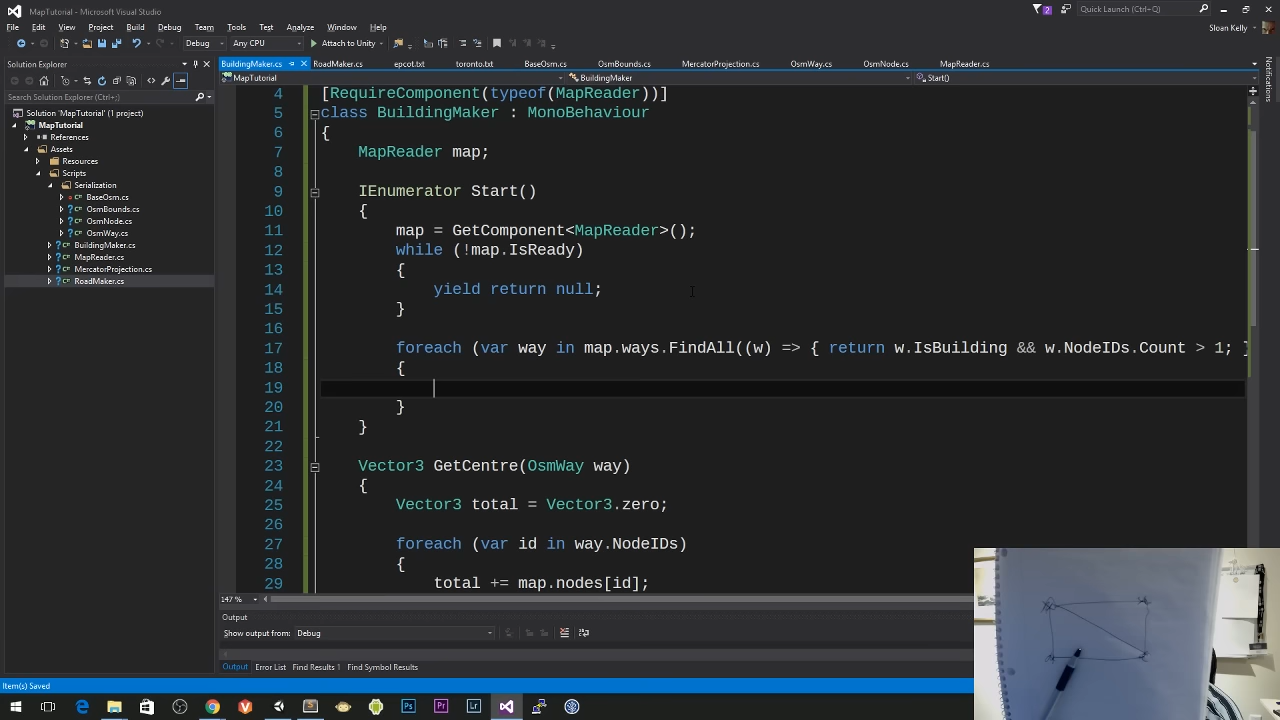 MapTutorial - Microsoft Visual Studio
2
Quick Launch (Ctrl+Q)
File Edit View Project Build Debug Team Tools Test Analyze Window Help
Sloan Kelly
Debug Any CPU Attach to Unity
Solution Explorer
Search Solution Explorer (Ctrl+;)
Solution 'MapTutorial' (1 project)
MapTutorial
References
Assets
Resources
Scripts
Serialization
BaseOsm.cs
OsmBounds.cs
OsmNode.cs
OsmWay.cs
BuildingMaker.cs
MapReader.cs
MercatorProjection.cs
RoadMaker.cs
BuildingMaker.cs RoadMaker.cs epcot.txt toronto.txt BaseOsm.cs OsmBounds.cs MercatorProjection.cs OsmWay.cs OsmNode.cs MapReader.cs
MapTutorial BuildingMaker Start()
4 [RequireComponent(typeof(MapReader))]
5 class BuildingMaker : MonoBehaviour
6 {
7 MapReader map;
8
9 IEnumerator Start()
10 {
11 map = GetComponent<MapReader>();
12 while (!map.IsReady)
13 {
14 yield return null;
15 }
16
17 foreach (var way in map.ways.FindAll((w) => { return w.IsBuilding && w.NodeIDs.Count > 1; }
18 {
19
20 }
21 }
22
23 Vector3 GetCentre(OsmWay way)
24 {
25 Vector3 total = Vector3.zero;
26
27 foreach (var id in way.NodeIDs)
28 {
29 total += map.nodes[id];
147 %
Output
Show output from: Debug
Output Error List Find Results 1 Find Symbol Results
Item(s) Saved
Notifications
Ps Pr Lr